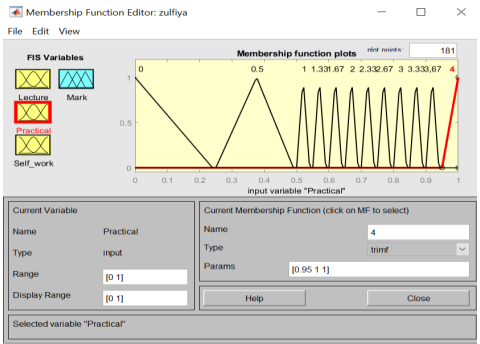 Membership Function Editor: zulfiya
File Edit View
FIS Variables
Lecture Mark
Practical
Self_work
Membership function plots plot points: 181
0 0.5 1 1.331.67 2 2.332.67 3 3.333,67 4
1
0.5
0
0 0.1 0.2 0.3 0.4 0.5 0.6 0.7 0.8 0.9 1
input variable "Practical"
Current Variable
Name Practical
Type input
Range [0 1]
Display Range [0 1]
Current Membership Function (click on MF to select)
Name 4
Type trimf
Params [0.95 1 1]
Help Close
Selected variable "Practical"